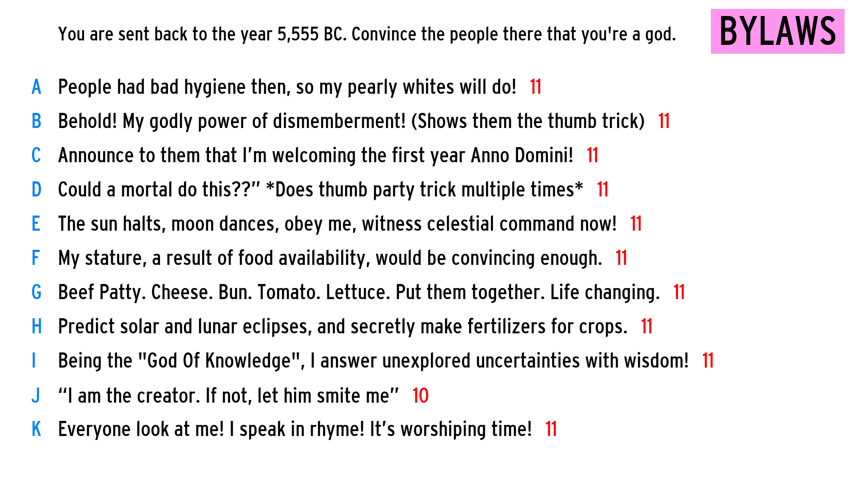 You are sent back to the year 5,555 BC. Convince the people there that you're a god.
BYLAWS
A People had bad hygiene then, so my pearly whites will do! 11
B Behold! My godly power of dismemberment! (Shows them the thumb trick) 11
C Announce to them that I’m welcoming the first year Anno Domini! 11
D Could a mortal do this??” *Does thumb party trick multiple times* 11
E The sun halts, moon dances, obey me, witness celestial command now! 11
F My stature, a result of food availability, would be convincing enough. 11
G Beef Patty. Cheese. Bun. Tomato. Lettuce. Put them together. Life changing. 11
H Predict solar and lunar eclipses, and secretly make fertilizers for crops. 11
I Being the "God Of Knowledge", I answer unexplored uncertainties with wisdom! 11
J “I am the creator. If not, let him smite me” 10
K Everyone look at me! I speak in rhyme! It’s worshiping time! 11